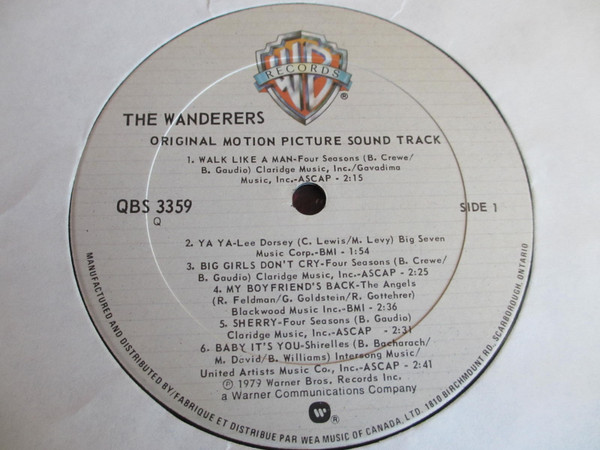 WB
RECORDS
®
THE WANDERERS
ORIGINAL MOTION PICTURE SOUND TRACK
1. WALK LIKE A MAN-Four Seasons (B. Crewe/
B. Gaudio) Claridge Music, Inc./Gavadima
Music, Inc.-ASCAP - 2:15
QBS 3359
Q
SIDE 1
2. YA YA-Lee Dorsey (C. Lewis/M. Levy) Big Seven
Music Corp.-BMI - 1:54
3. BIG GIRLS DON'T CRY-Four Seasons (B. Crewe/
B. Gaudio) Claridge Music, Inc.-ASCAP - 2:25
4. MY BOYFRIEND'S BACK-The Angels
(R. Feldman/G. Goldstein/R. Gottehrer)
Blackwood Music Inc.-BMI - 2:36
5. SHERRY-Four Seasons (B. Gaudio)
Claridge Music, Inc.-ASCAP - 2:31
6. BABY IT'S YOU-Shirelles (B. Bacharach/
M. David/B. Williams) Intersong Music/
United Artists Music Co., Inc.-ASCAP - 2:41
℗ 1979 Warner Bros. Records Inc.
a Warner Communications Company
®
MANUFACTURED AND DISTRIBUTED BY/FABRIQUE ET DISTRIBUE PAR WEA MUSIC OF CANADA, LTD. 1810 BIRCHMOUNT RD., SCARBOROUGH, ONTARIO